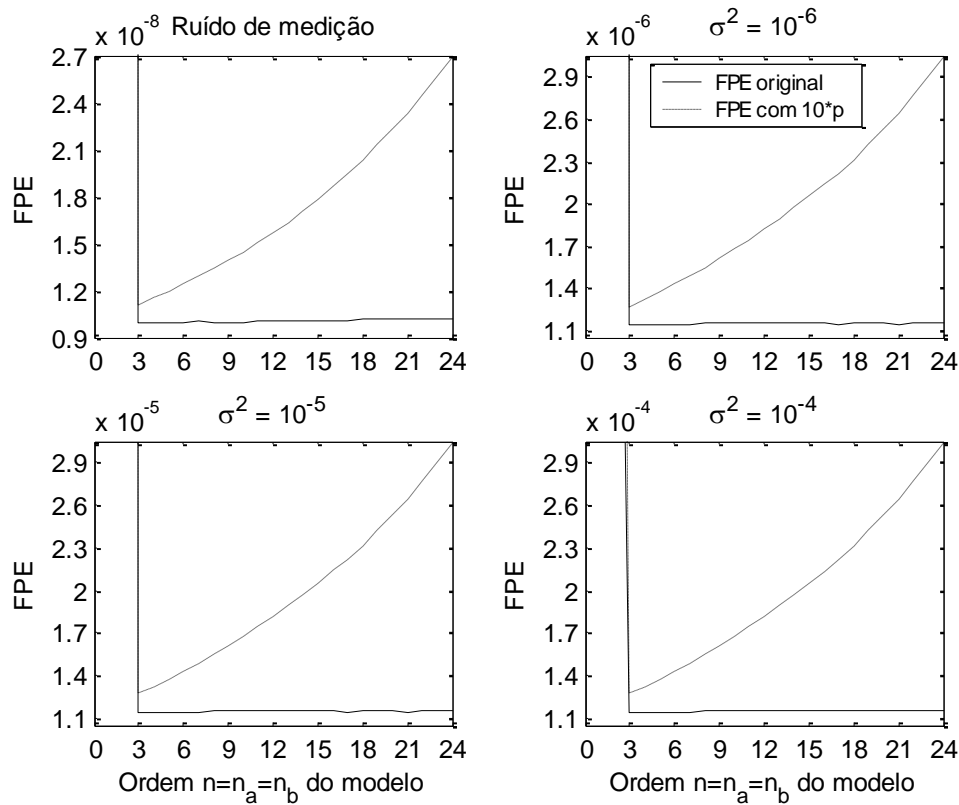 x 10^-8 Ruído de medição
2.7
2.4
2.1
1.8
1.5
1.2
0.9
FPE
0 3 6 9 12 15 18 21 24
x 10^-6 σ^2 = 10^-6
2.9
2.6
2.3
2
1.7
1.4
1.1
FPE
FPE original
FPE com 10*p
0 3 6 9 12 15 18 21 24
x 10^-5 σ^2 = 10^-5
2.9
2.6
2.3
2
1.7
1.4
1.1
FPE
0 3 6 9 12 15 18 21 24
Ordem n=n_a=n_b do modelo
x 10^-4 σ^2 = 10^-4
2.9
2.6
2.3
2
1.7
1.4
1.1
FPE
0 3 6 9 12 15 18 21 24
Ordem n=n_a=n_b do modelo